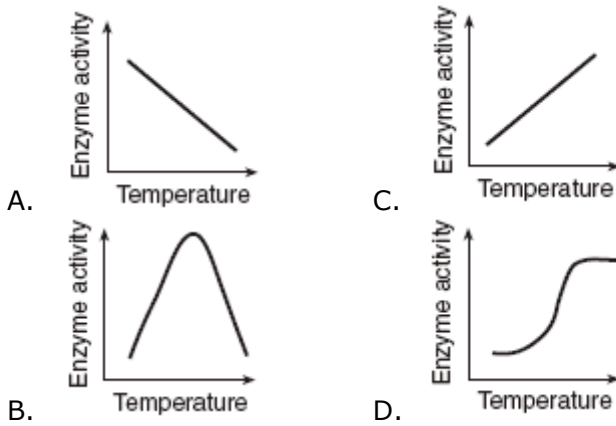 Enzyme activity
Temperature
A.
Enzyme activity
Temperature
C.
Enzyme activity
Temperature
B.
Enzyme activity
Temperature
D.